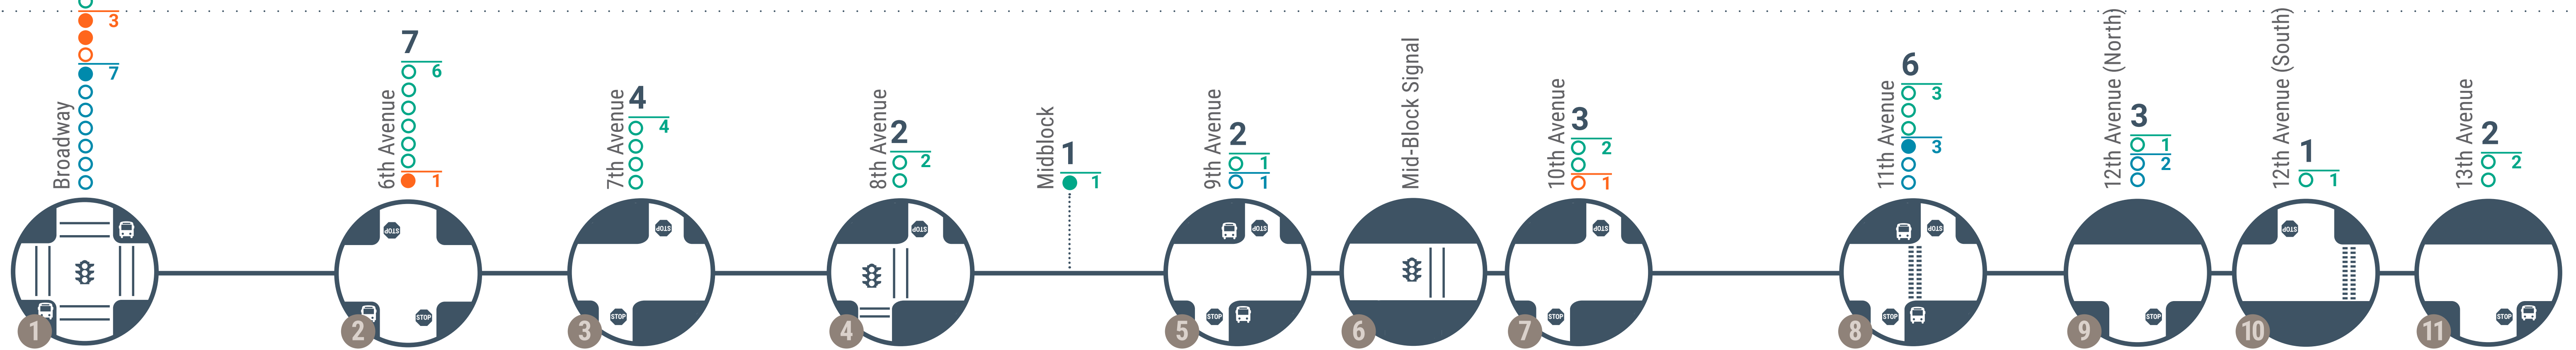 3
7
Broadway
1
7
6
1
6th Avenue
STOP
STOP
2
4
4
7th Avenue
STOP
STOP
3
2
2
8th Avenue
STOP
4
1
1
Midblock
2
1
1
9th Avenue
STOP
STOP
5
Mid-Block Signal
6
3
2
1
10th Avenue
STOP
STOP
7
6
3
3
11th Avenue
STOP
STOP
8
3
1
2
12th Avenue (North)
STOP
9
1
1
12th Avenue (South)
STOP
10
2
2
13th Avenue
STOP
11